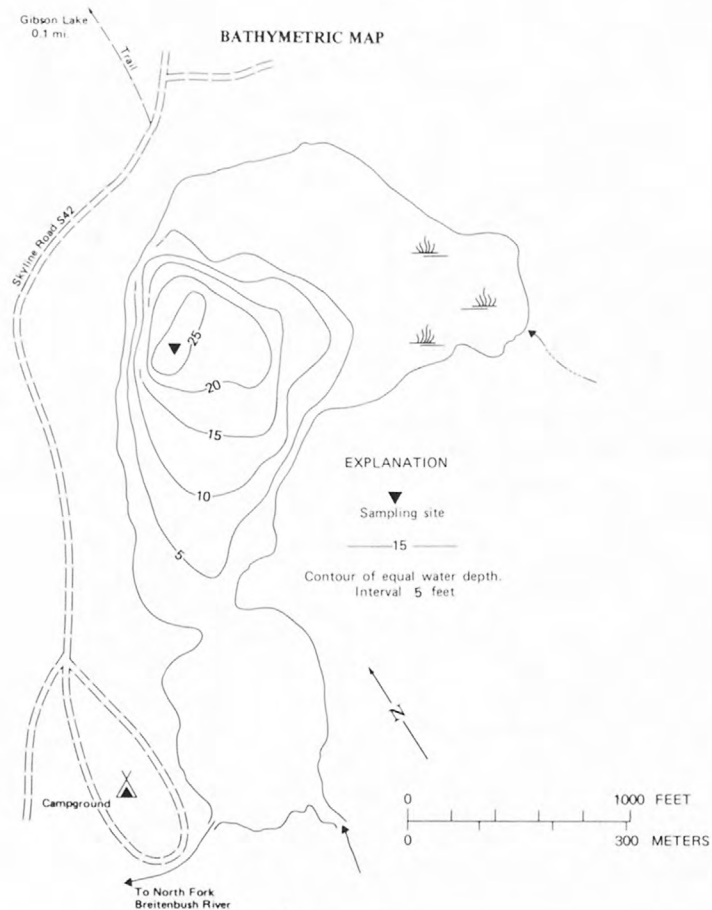 Gibson Lake
0.1 mi.
BATHYMETRIC MAP
Trail
Skyline Road S42
25
20
15
10
5
EXPLANATION
Sampling site
15
Contour of equal water depth.
Interval 5 feet
N
Campground
0 1000 FEET
0 300 METERS
To North Fork
Breitenbush River